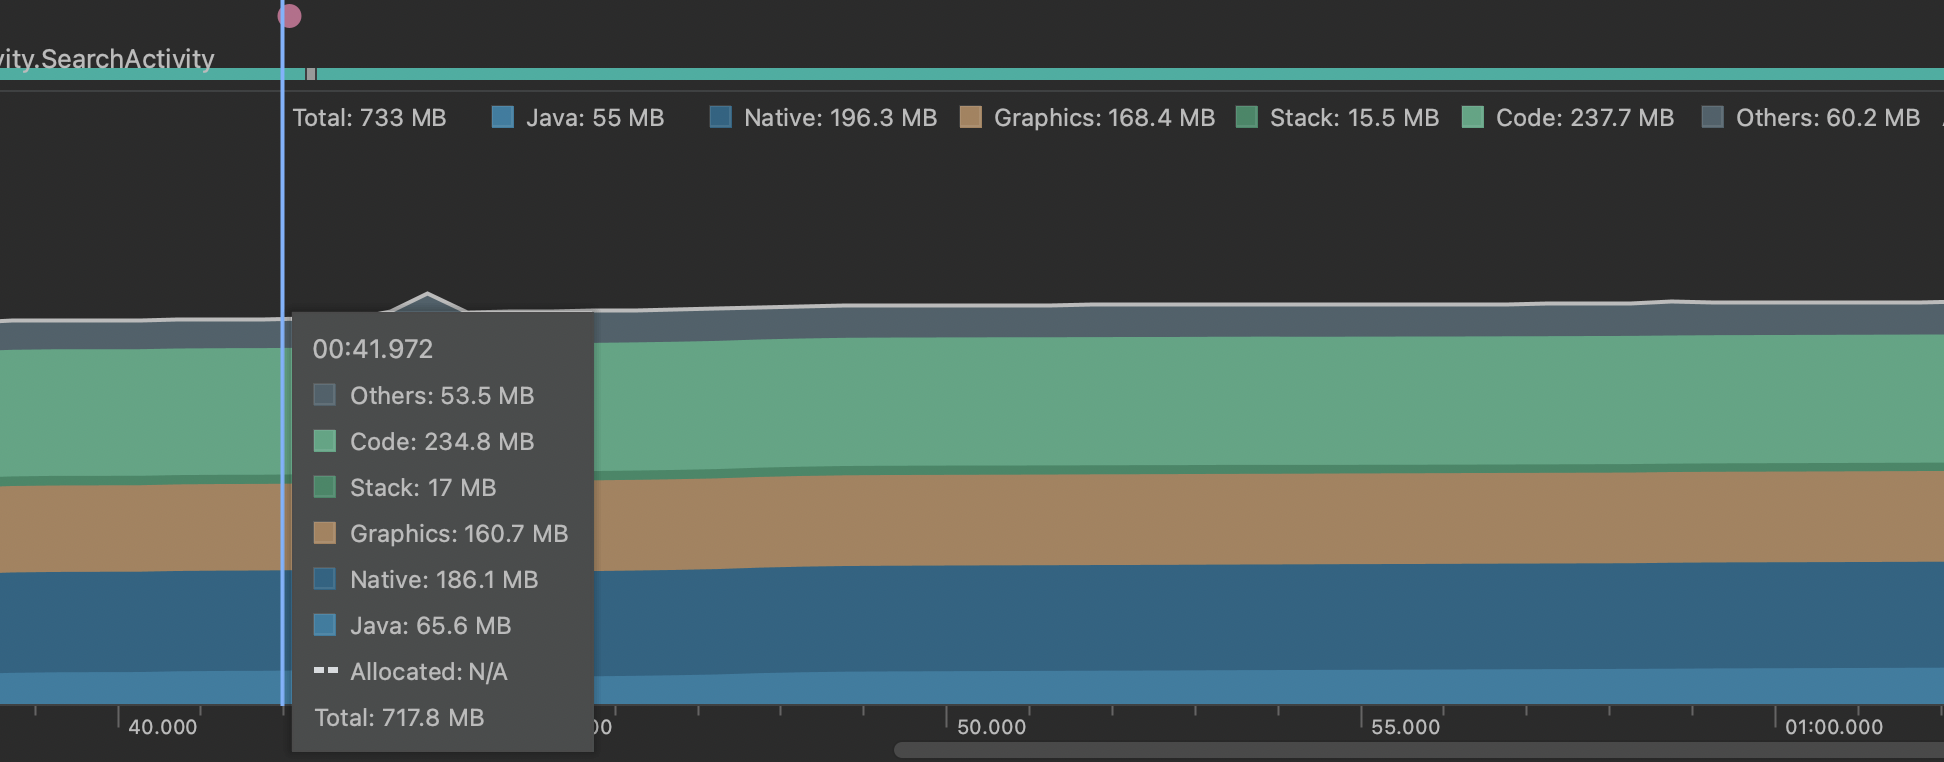 ity.SearchActivity
Total: 733 MB Java: 55 MB Native: 196.3 MB Graphics: 168.4 MB Stack: 15.5 MB Code: 237.7 MB Others: 60.2 MB
00:41.972
Others: 53.5 MB
Code: 234.8 MB
Stack: 17 MB
Graphics: 160.7 MB
Native: 186.1 MB
Java: 65.6 MB
Allocated: N/A
Total: 717.8 MB
40.000 00 50.000 55.000 01:00.000